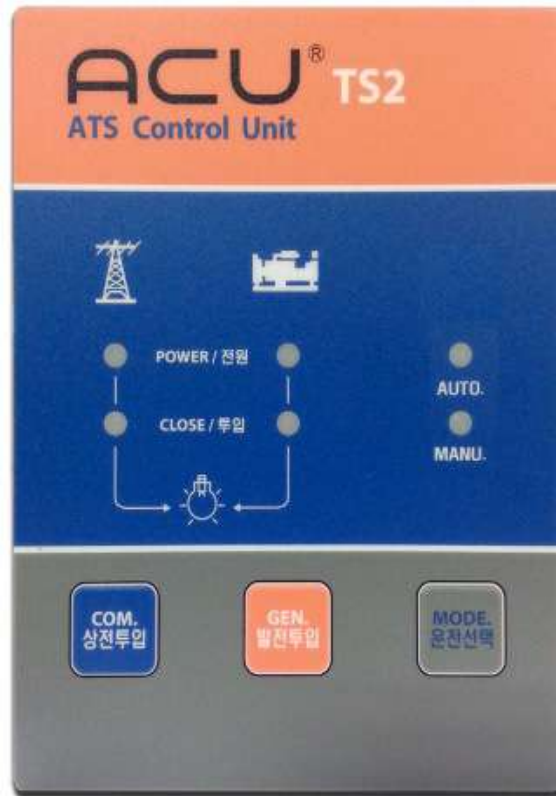 ACU® TS2
ATS Control Unit
POWER / 전원
CLOSE / 투입
AUTO.
MANU.
COM.
상전투입
GEN.
발전투입
MODE.
운전선택